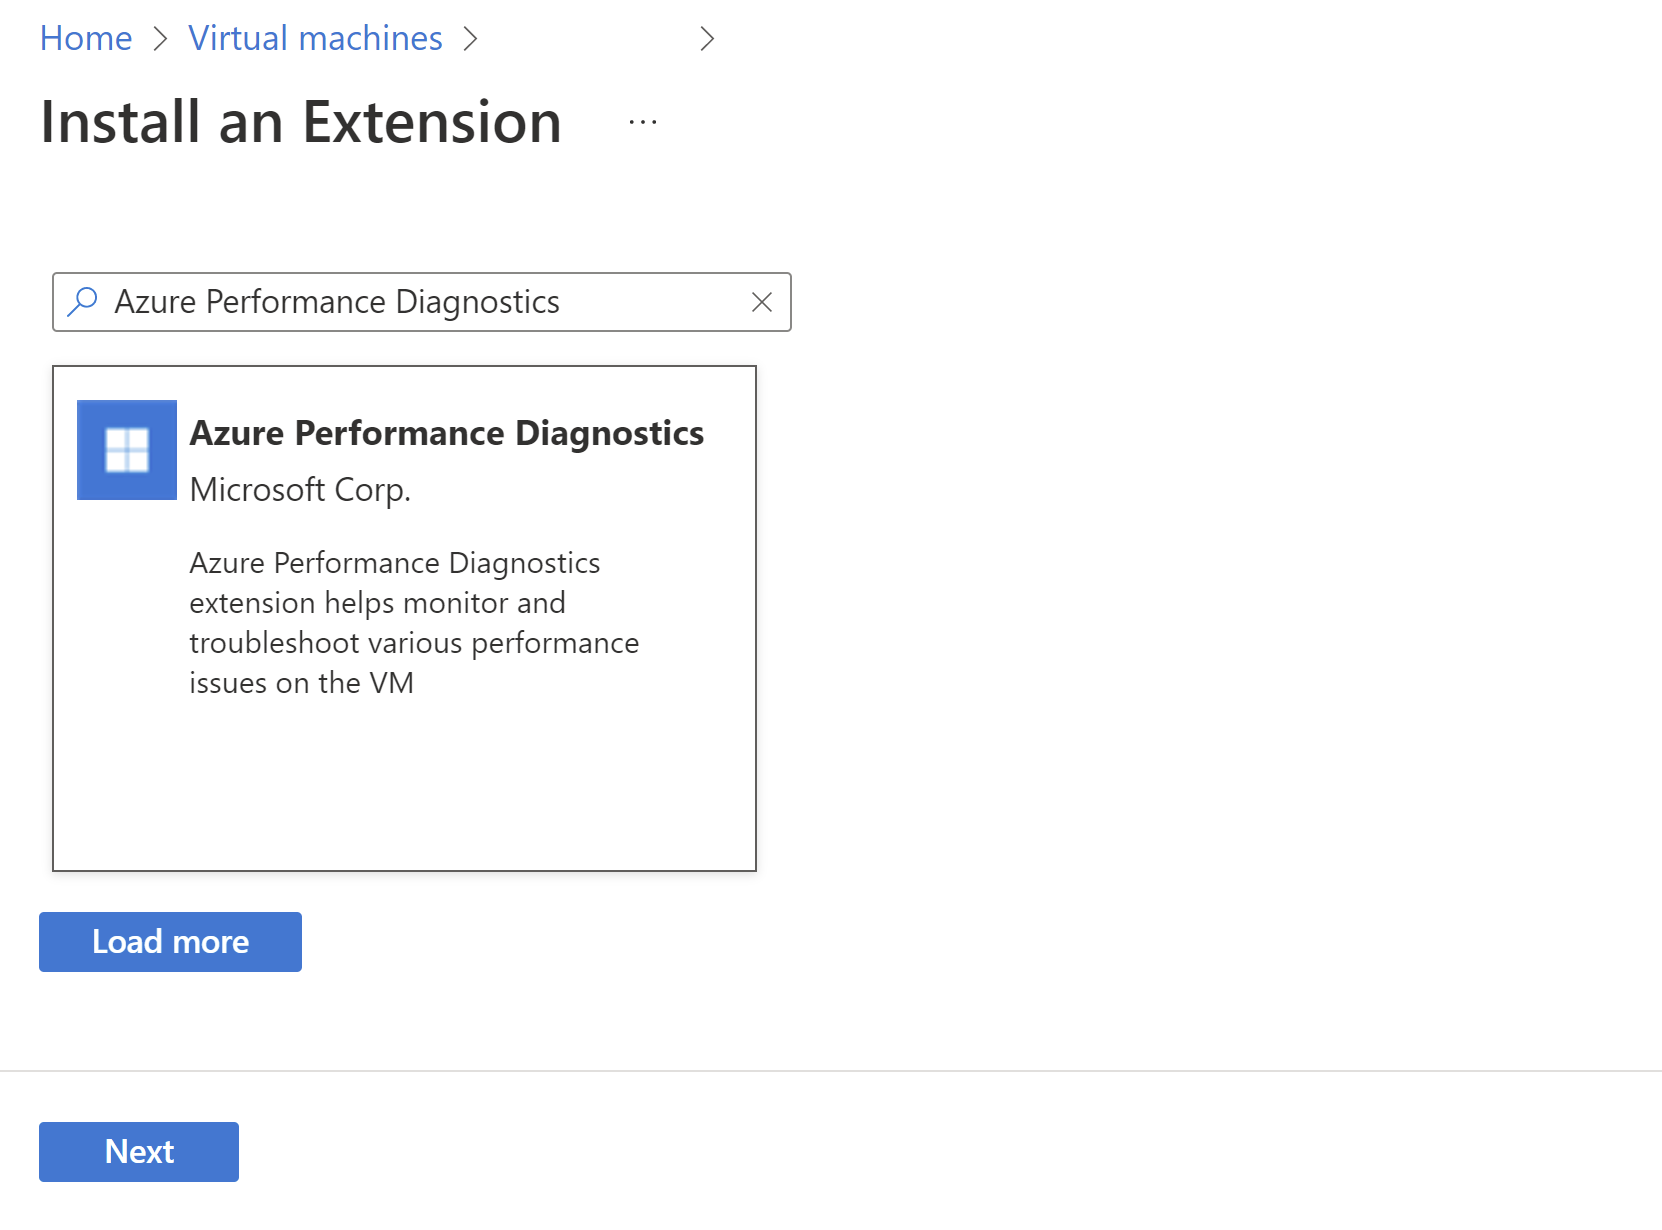 Home > Virtual machines > >
Install an Extension ...
Azure Performance Diagnostics
Azure Performance Diagnostics
Microsoft Corp.
Azure Performance Diagnostics
extension helps monitor and
troubleshoot various performance
issues on the VM
Load more
Next